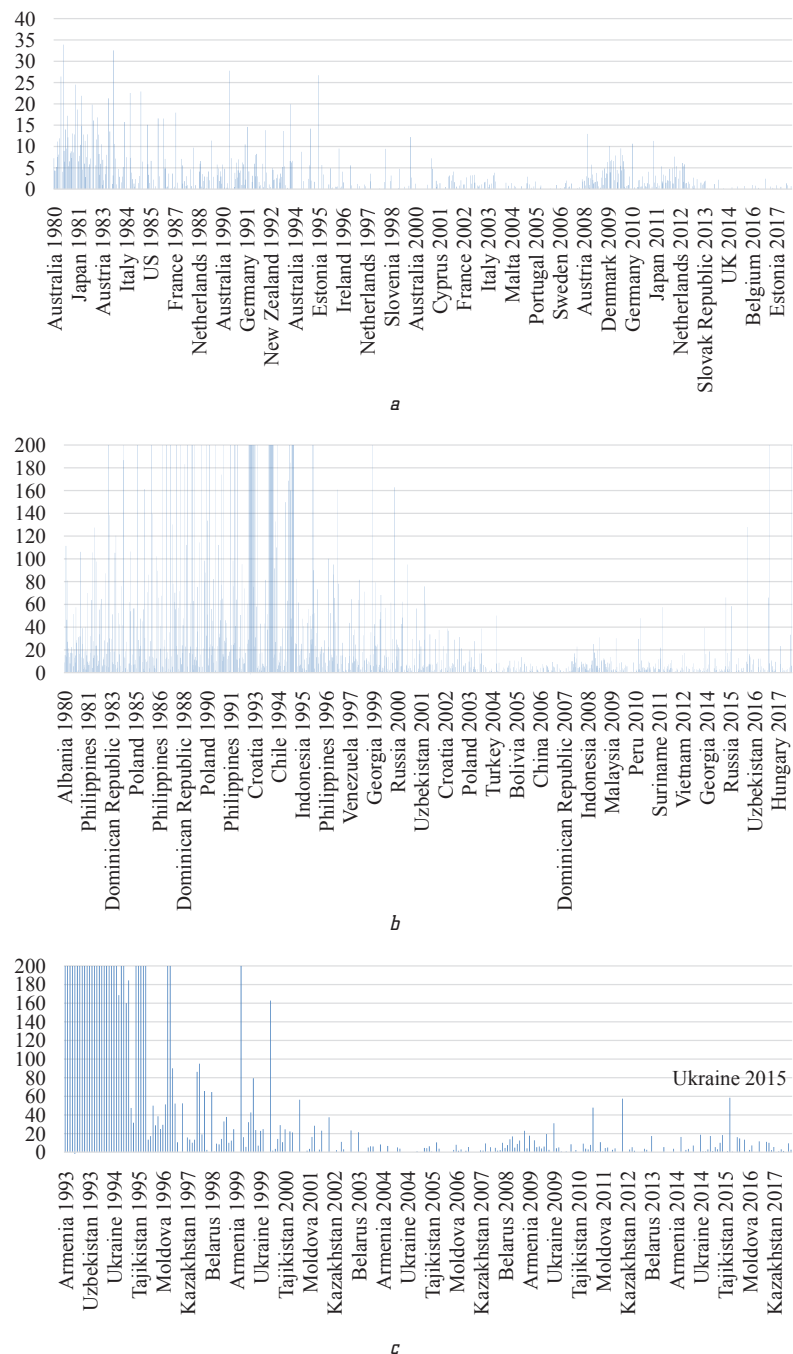 40
35
30
25
20
15
10
5
0
Australia 1980
Japan 1981
Austria 1983
Italy 1984
US 1985
France 1987
Netherlands 1988
Australia 1990
Germany 1991
New Zealand 1992
Australia 1994
Estonia 1995
Ireland 1996
Netherlands 1997
Slovenia 1998
Australia 2000
Cyprus 2001
France 2002
Italy 2003
Malta 2004
Portugal 2005
Sweden 2006
Austria 2008
Denmark 2009
Germany 2010
Japan 2011
Netherlands 2012
Slovak Republic 2013
UK 2014
Belgium 2016
Estonia 2017
a
200
180
160
140
120
100
80
60
40
20
0
Albania 1980
Philippines 1981
Dominican Republic 1983
Poland 1985
Philippines 1986
Dominican Republic 1988
Poland 1990
Philippines 1991
Croatia 1993
Chile 1994
Indonesia 1995
Philippines 1996
Venezuela 1997
Georgia 1999
Russia 2000
Uzbekistan 2001
Croatia 2002
Poland 2003
Turkey 2004
Bolivia 2005
China 2006
Dominican Republic 2007
Indonesia 2008
Malaysia 2009
Peru 2010
Suriname 2011
Vietnam 2012
Georgia 2014
Russia 2015
Uzbekistan 2016
Hungary 2017
b
200
180
160
140
120
100
80
60
40
20
0
Ukraine 2015
Armenia 1993
Uzbekistan 1993
Ukraine 1994
Tajikistan 1995
Moldova 1996
Kazakhstan 1997
Belarus 1998
Armenia 1999
Ukraine 1999
Tajikistan 2000
Moldova 2001
Kazakhstan 2002
Belarus 2003
Armenia 2004
Ukraine 2004
Tajikistan 2005
Moldova 2006
Kazakhstan 2007
Belarus 2008
Armenia 2009
Ukraine 2009
Tajikistan 2010
Moldova 2011
Kazakhstan 2012
Belarus 2013
Armenia 2014
Ukraine 2014
Tajikistan 2015
Moldova 2016
Kazakhstan 2017
c